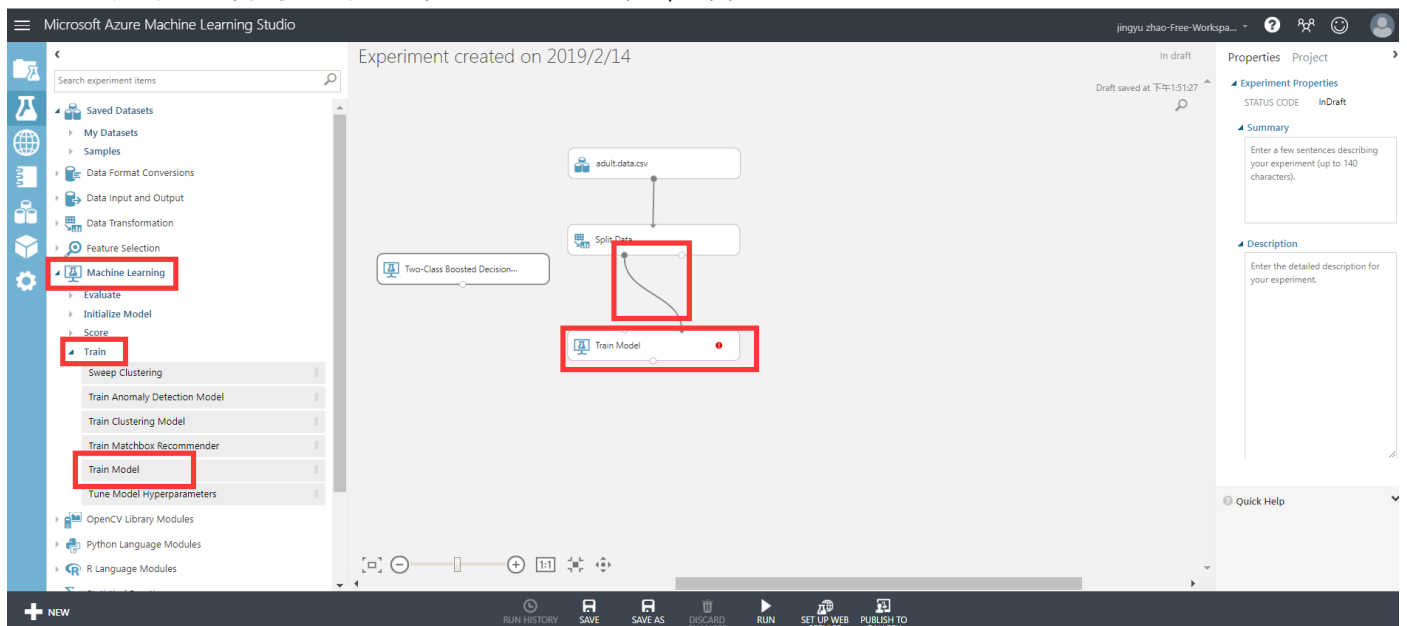 Microsoft Azure Machine Learning Studio
jingyu zhao-Free-Workspa...
Search experiment items
Saved Datasets
My Datasets
Samples
Data Format Conversions
Data Input and Output
Data Transformation
Feature Selection
Machine Learning
Evaluate
Initialize Model
Score
Train
Sweep Clustering
Train Anomaly Detection Model
Train Clustering Model
Train Matchbox Recommender
Train Model
Tune Model Hyperparameters
OpenCV Library Modules
Python Language Modules
R Language Modules
Experiment created on 2019/2/14
In draft
Draft saved at 下午1:51:27
adult.data.csv
Split Data
Two-Class Boosted Decision...
Train Model
1:1
Properties Project
Experiment Properties
STATUS CODE InDraft
Summary
Enter a few sentences describing
your experiment (up to 140
characters).
Description
Enter the detailed description for
your experiment.
Quick Help
NEW
RUN HISTORY
SAVE
SAVE AS
DISCARD
RUN
SET UP WEB
PUBLISH TO